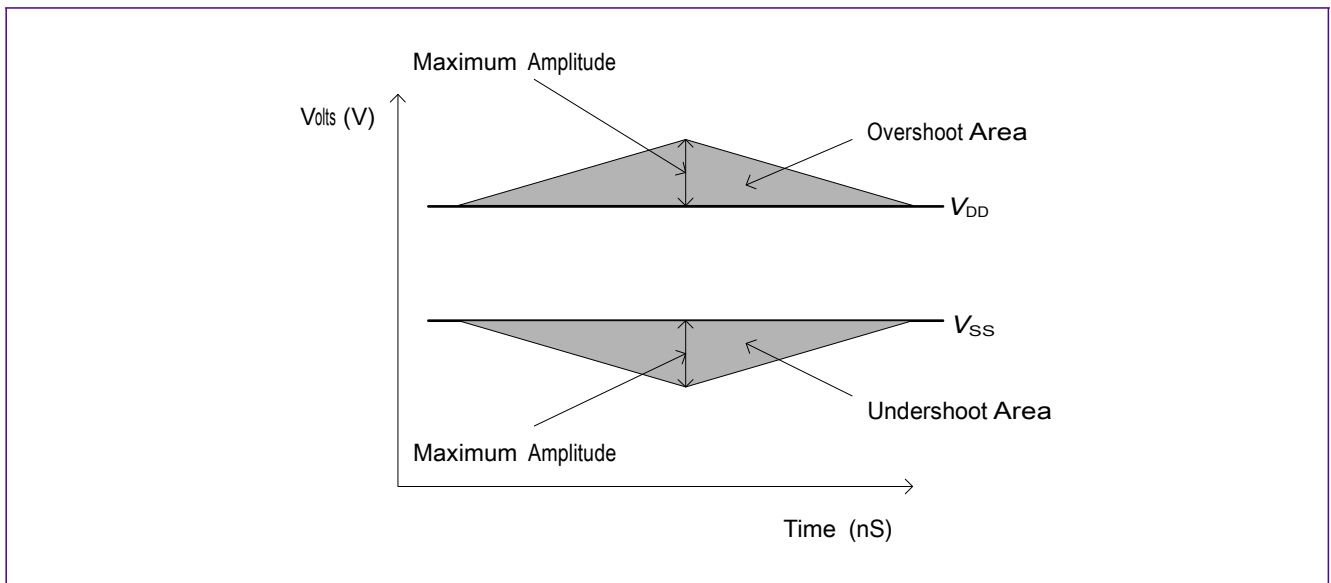 Maximum Amplitude
Volts (V)
Overshoot Area
VDD
VSS
Undershoot Area
Maximum Amplitude
Time (nS)